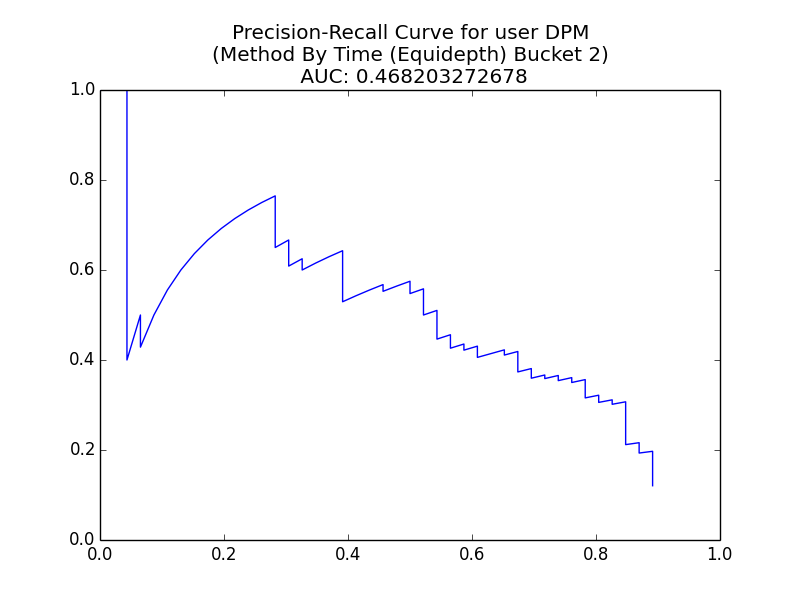 Precision-Recall Curve for user DPM
(Method By Time (Equidepth) Bucket 2)
AUC: 0.468203272678
1.0
0.8
0.6
0.4
0.2
0.0
0.0 0.2 0.4 0.6 0.8 1.0